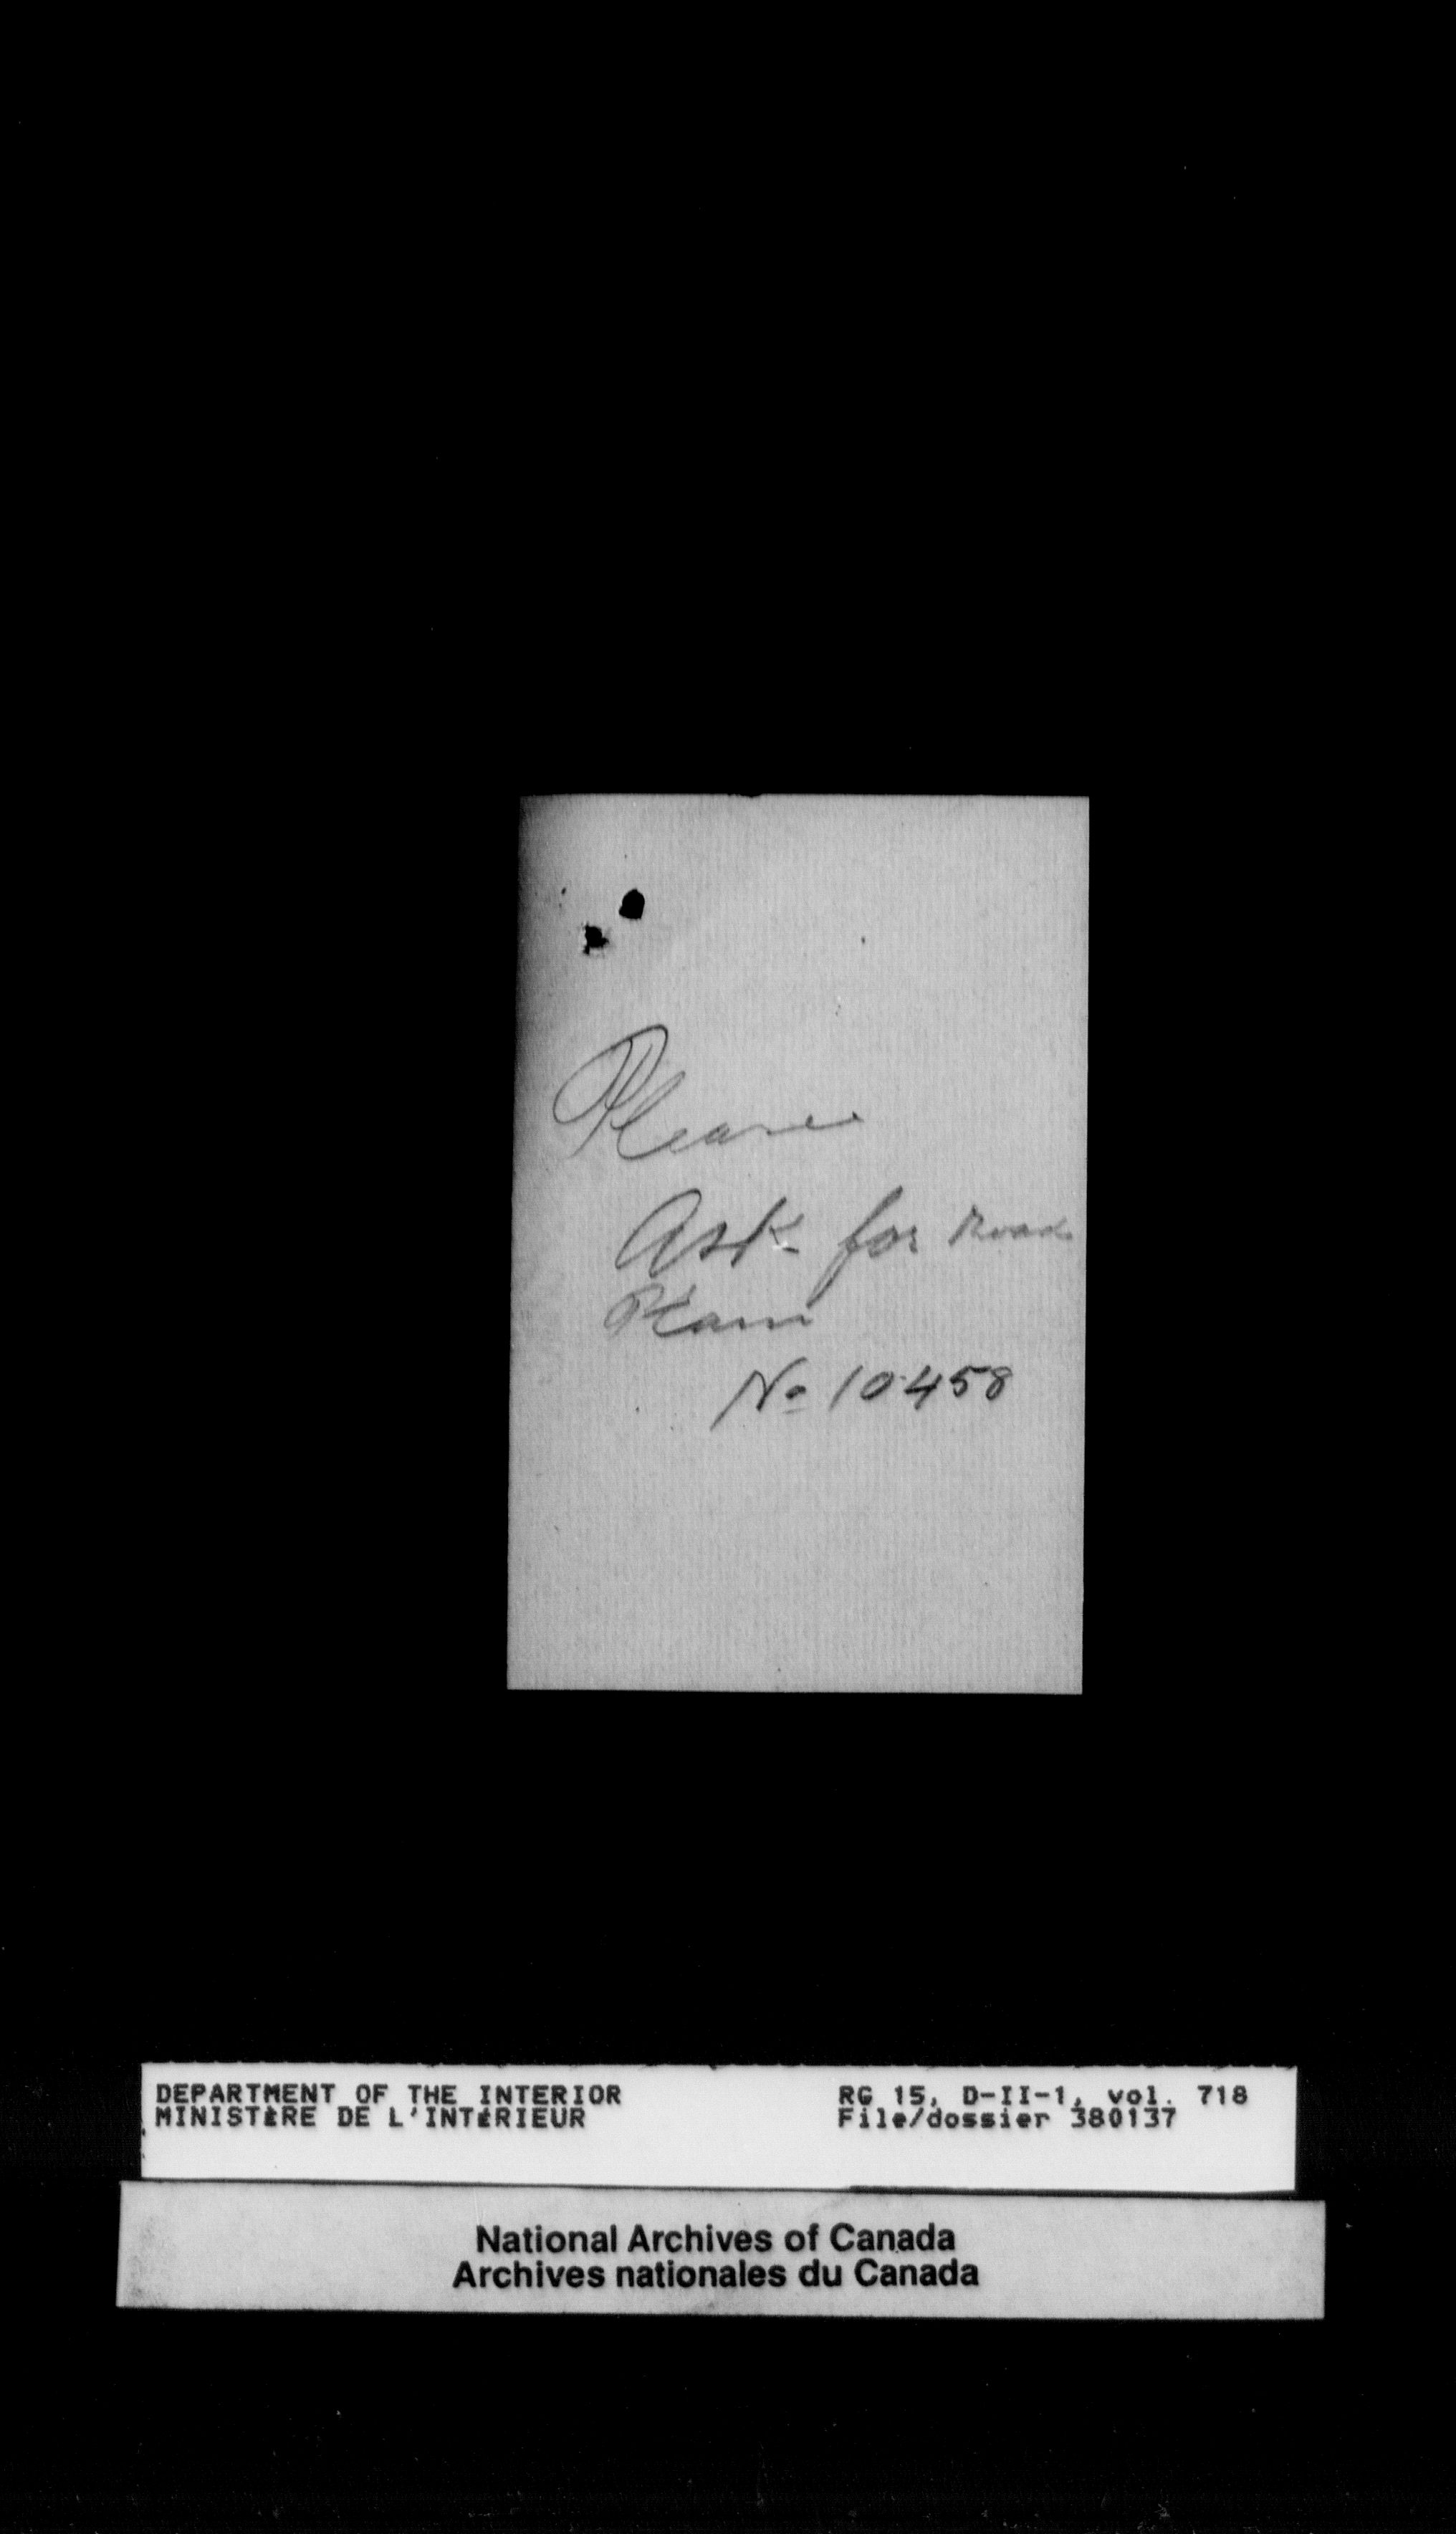 Please
Ask for Road
Plan
No 10458
DEPARTMENT OF THE INTERIOR
MINISTÈRE DE L'INTÉRIEUR
RG 15, D-II-1, vol. 718
File/dossier 380137
National Archives of Canada
Archives nationales du Canada